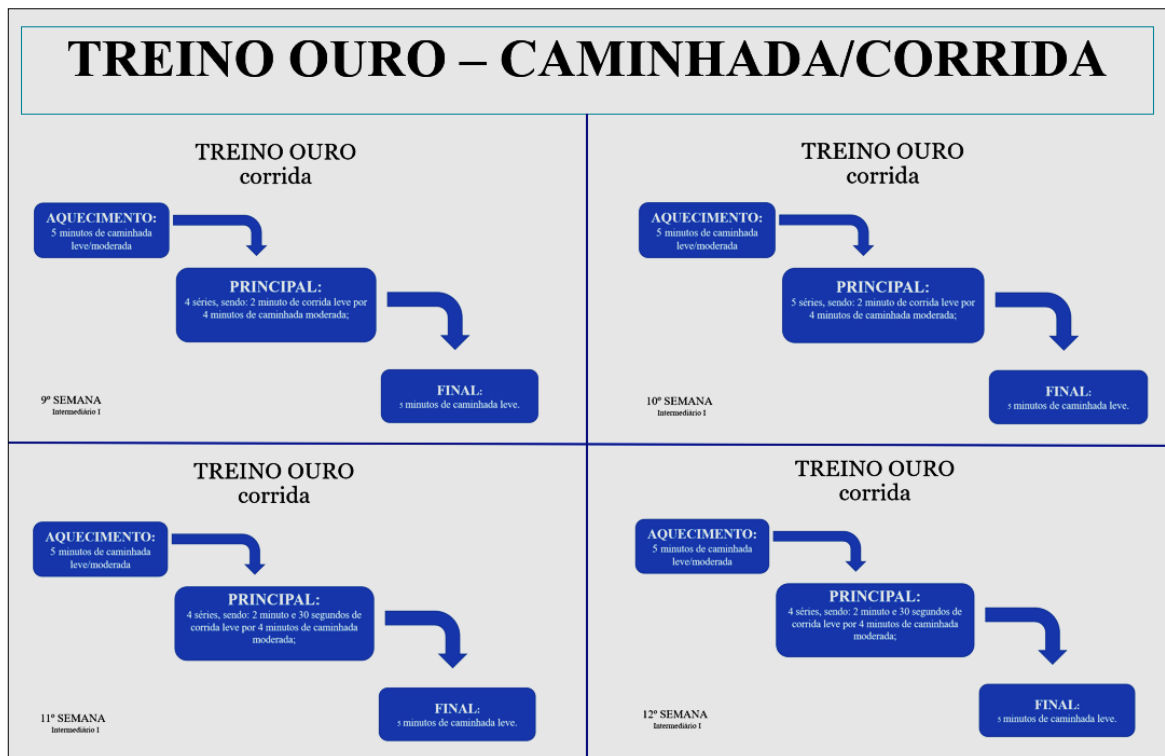 TREINO OURO – CAMINHADA/CORRIDA
TREINO OURO
corrida
AQUECIMENTO:
5 minutos de caminhada
leve/moderada
PRINCIPAL:
4 séries, sendo: 2 minuto de corrida leve por
4 minutos de caminhada moderada;
FINAL:
5 minutos de caminhada leve.
9º SEMANA
Intermediário I
TREINO OURO
corrida
AQUECIMENTO:
5 minutos de caminhada
leve/moderada
PRINCIPAL:
5 séries, sendo: 2 minuto de corrida leve por
4 minutos de caminhada moderada;
FINAL:
5 minutos de caminhada leve.
10º SEMANA
Intermediário I
TREINO OURO
corrida
AQUECIMENTO:
5 minutos de caminhada
leve/moderada
PRINCIPAL:
4 séries, sendo: 2 minuto e 30 segundos de
corrida leve por 4 minutos de caminhada
moderada;
FINAL:
5 minutos de caminhada leve.
11º SEMANA
Intermediário I
TREINO OURO
corrida
AQUECIMENTO:
5 minutos de caminhada
leve/moderada
PRINCIPAL:
4 séries, sendo: 2 minuto e 30 segundos de
corrida leve por 4 minutos de caminhada
moderada;
FINAL:
5 minutos de caminhada leve.
12º SEMANA
Intermediário I